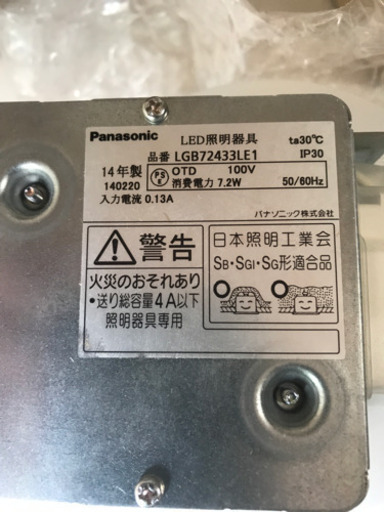 Panasonic LED照明器具 ta30℃
品番 LGB72433LE1 IP30
14年製 PSE OTD 100V
140220 消費電力 7.2W 50/60Hz
入力電流 0.13A
パナソニック株式会社
警告
火災のおそれあり
・送り総容量4A以下
照明器具専用
日本照明工業会
SB・SGI・SG形適合品